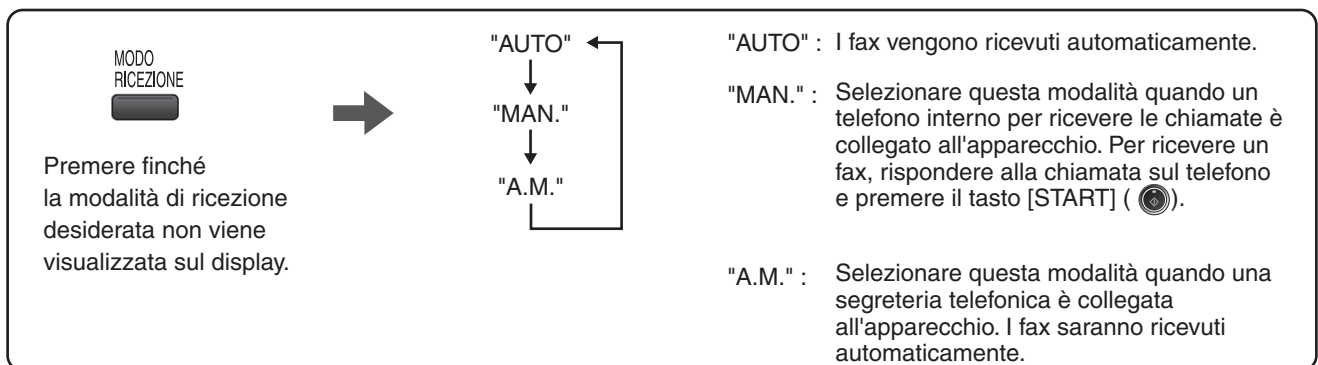 MODO
RICEZIONE
Premere finché
la modalità di ricezione
desiderata non viene
visualizzata sul display.
"AUTO"
"MAN."
"A.M."
"AUTO" : I fax vengono ricevuti automaticamente.
"MAN." : Selezionare questa modalità quando un
telefono interno per ricevere le chiamate è
collegato all'apparecchio. Per ricevere un
fax, rispondere alla chiamata sul telefono
e premere il tasto [START] ( ).
"A.M." : Selezionare questa modalità quando una
segreteria telefonica è collegata
all'apparecchio. I fax saranno ricevuti
automaticamente.